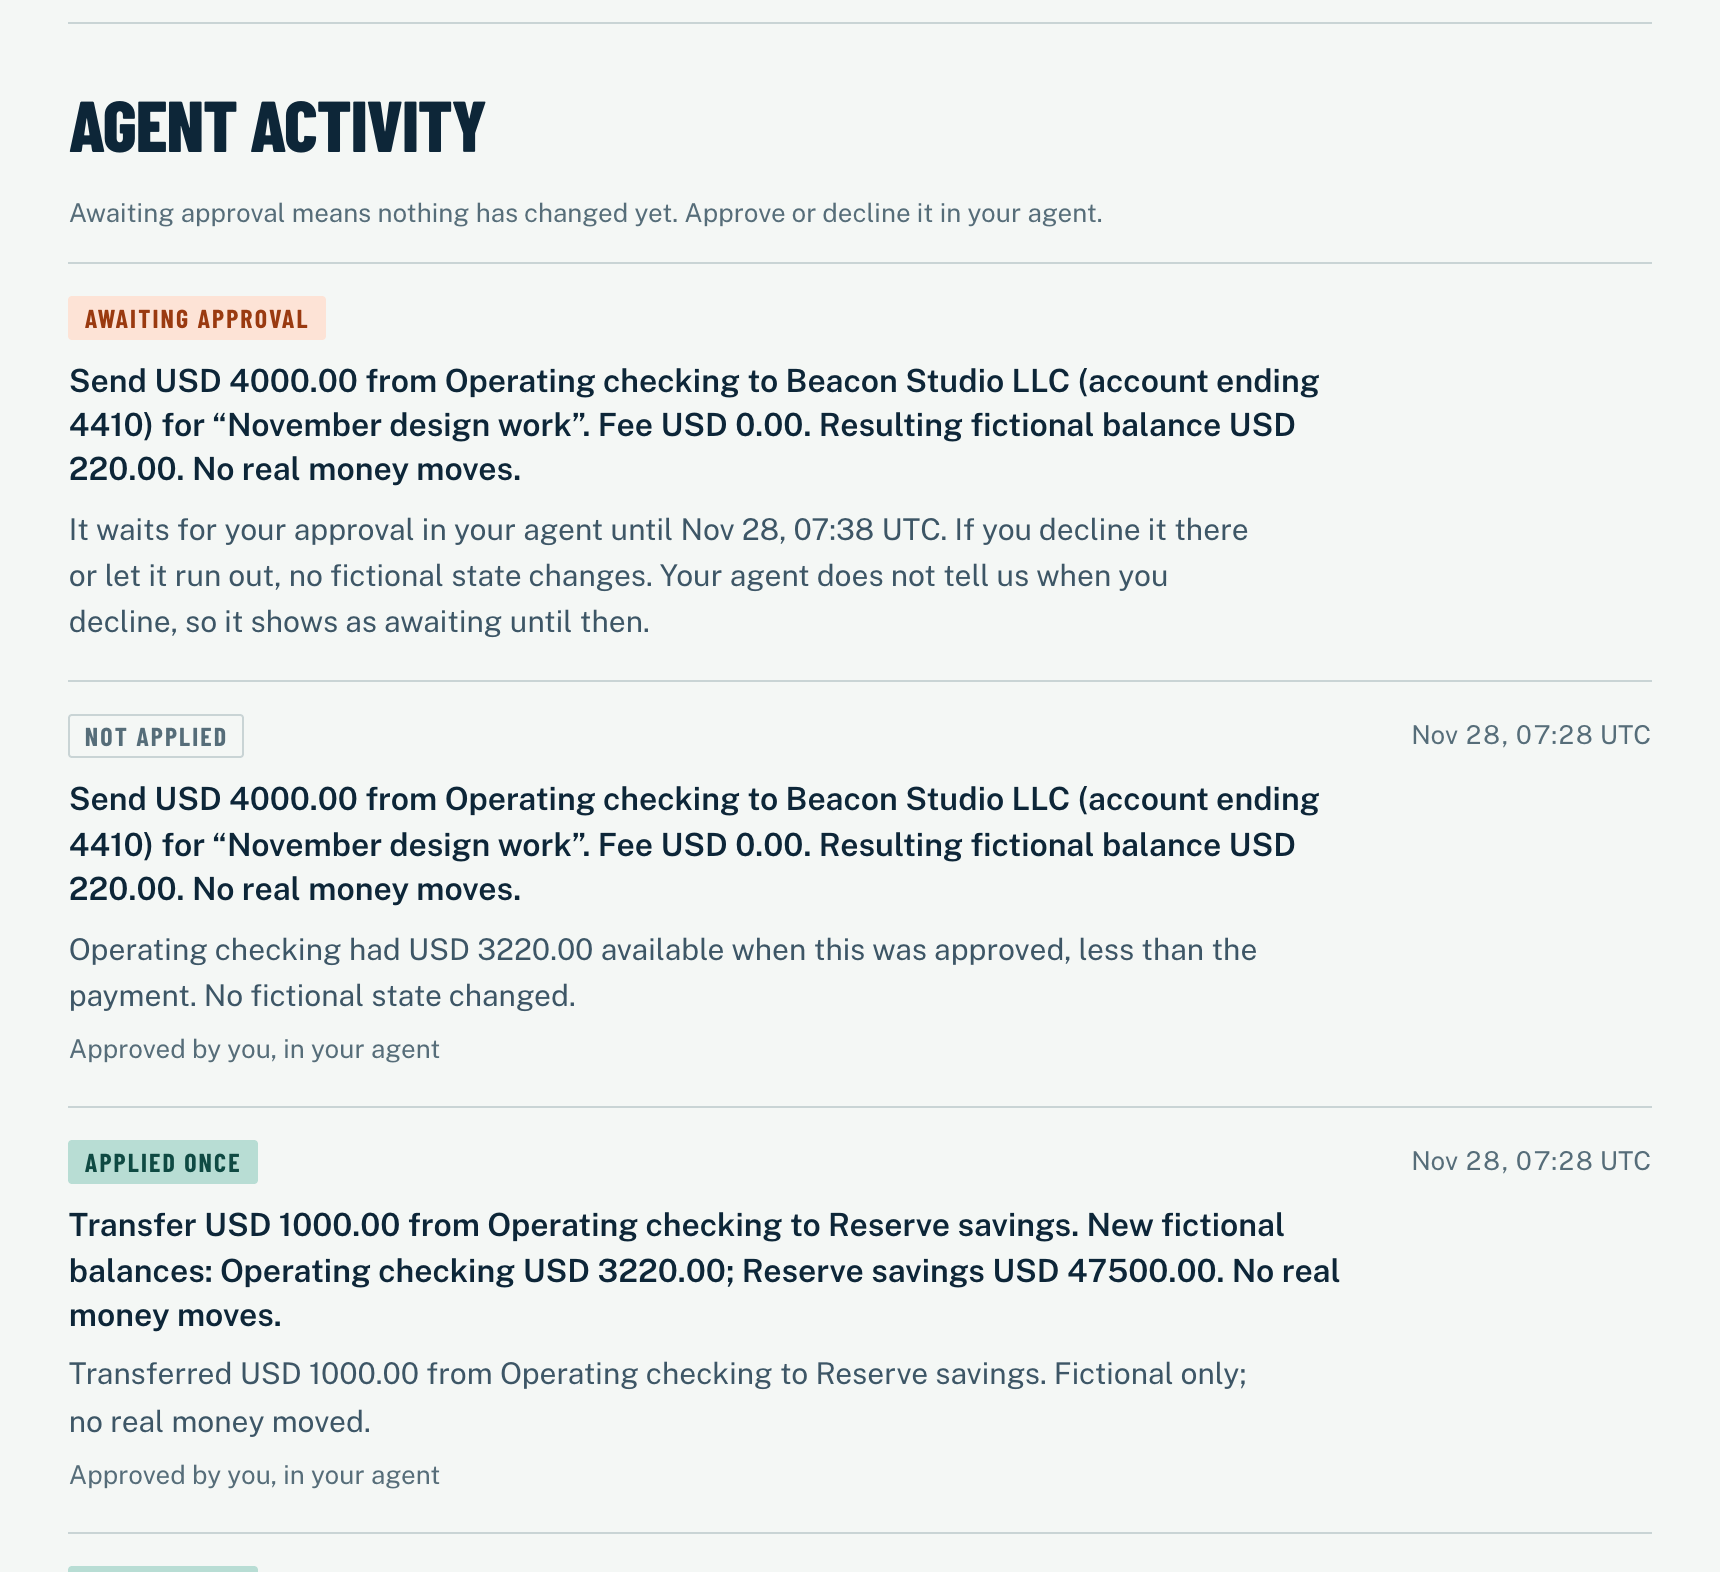 AGENT ACTIVITY
Awaiting approval means nothing has changed yet. Approve or decline it in your agent.
AWAITING APPROVAL
Send USD 4000.00 from Operating checking to Beacon Studio LLC (account ending
4410) for “November design work”. Fee USD 0.00. Resulting fictional balance USD
220.00. No real money moves.
It waits for your approval in your agent until Nov 28, 07:38 UTC. If you decline it there
or let it run out, no fictional state changes. Your agent does not tell us when you
decline, so it shows as awaiting until then.
NOT APPLIED
Nov 28, 07:28 UTC
Send USD 4000.00 from Operating checking to Beacon Studio LLC (account ending
4410) for “November design work”. Fee USD 0.00. Resulting fictional balance USD
220.00. No real money moves.
Operating checking had USD 3220.00 available when this was approved, less than the
payment. No fictional state changed.
Approved by you, in your agent
APPLIED ONCE
Nov 28, 07:28 UTC
Transfer USD 1000.00 from Operating checking to Reserve savings. New fictional
balances: Operating checking USD 3220.00; Reserve savings USD 47500.00. No real
money moves.
Transferred USD 1000.00 from Operating checking to Reserve savings. Fictional only;
no real money moved.
Approved by you, in your agent